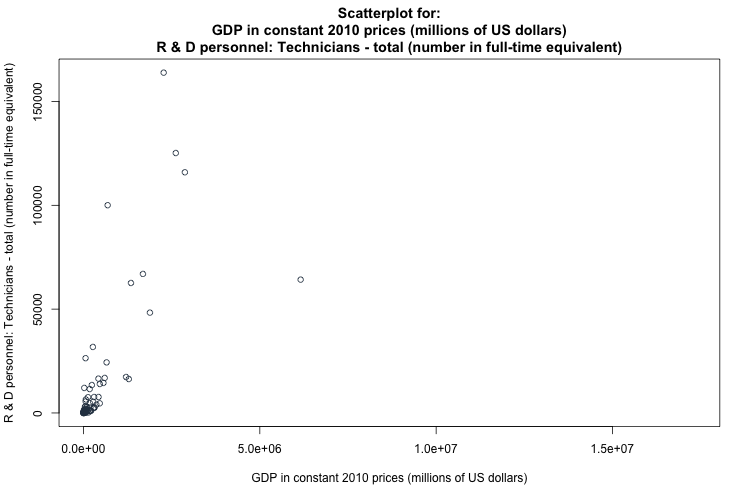 Scatterplot for:
GDP in constant 2010 prices (millions of US dollars)
R & D personnel: Technicians - total (number in full-time equivalent)
R & D personnel: Technicians - total (number in full-time equivalent)
150000
100000
50000
0
0.0e+00 5.0e+06 1.0e+07 1.5e+07
GDP in constant 2010 prices (millions of US dollars)